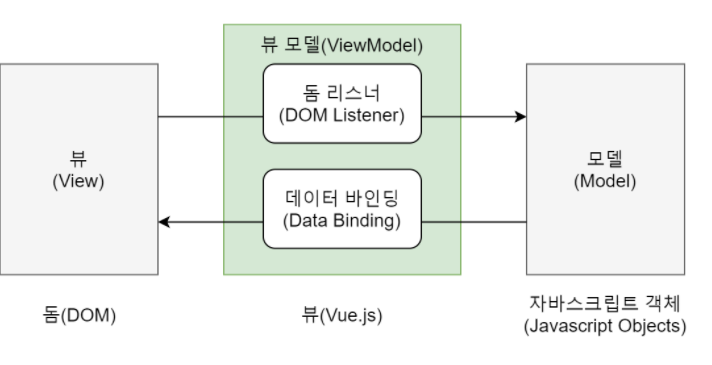 뷰 모델(ViewModel)
돔 리스너
(DOM Listener)
뷰
(View)
모델
(Model)
데이터 바인딩
(Data Binding)
돔(DOM)
뷰(Vue.js)
자바스크립트 객체
(Javascript Objects)